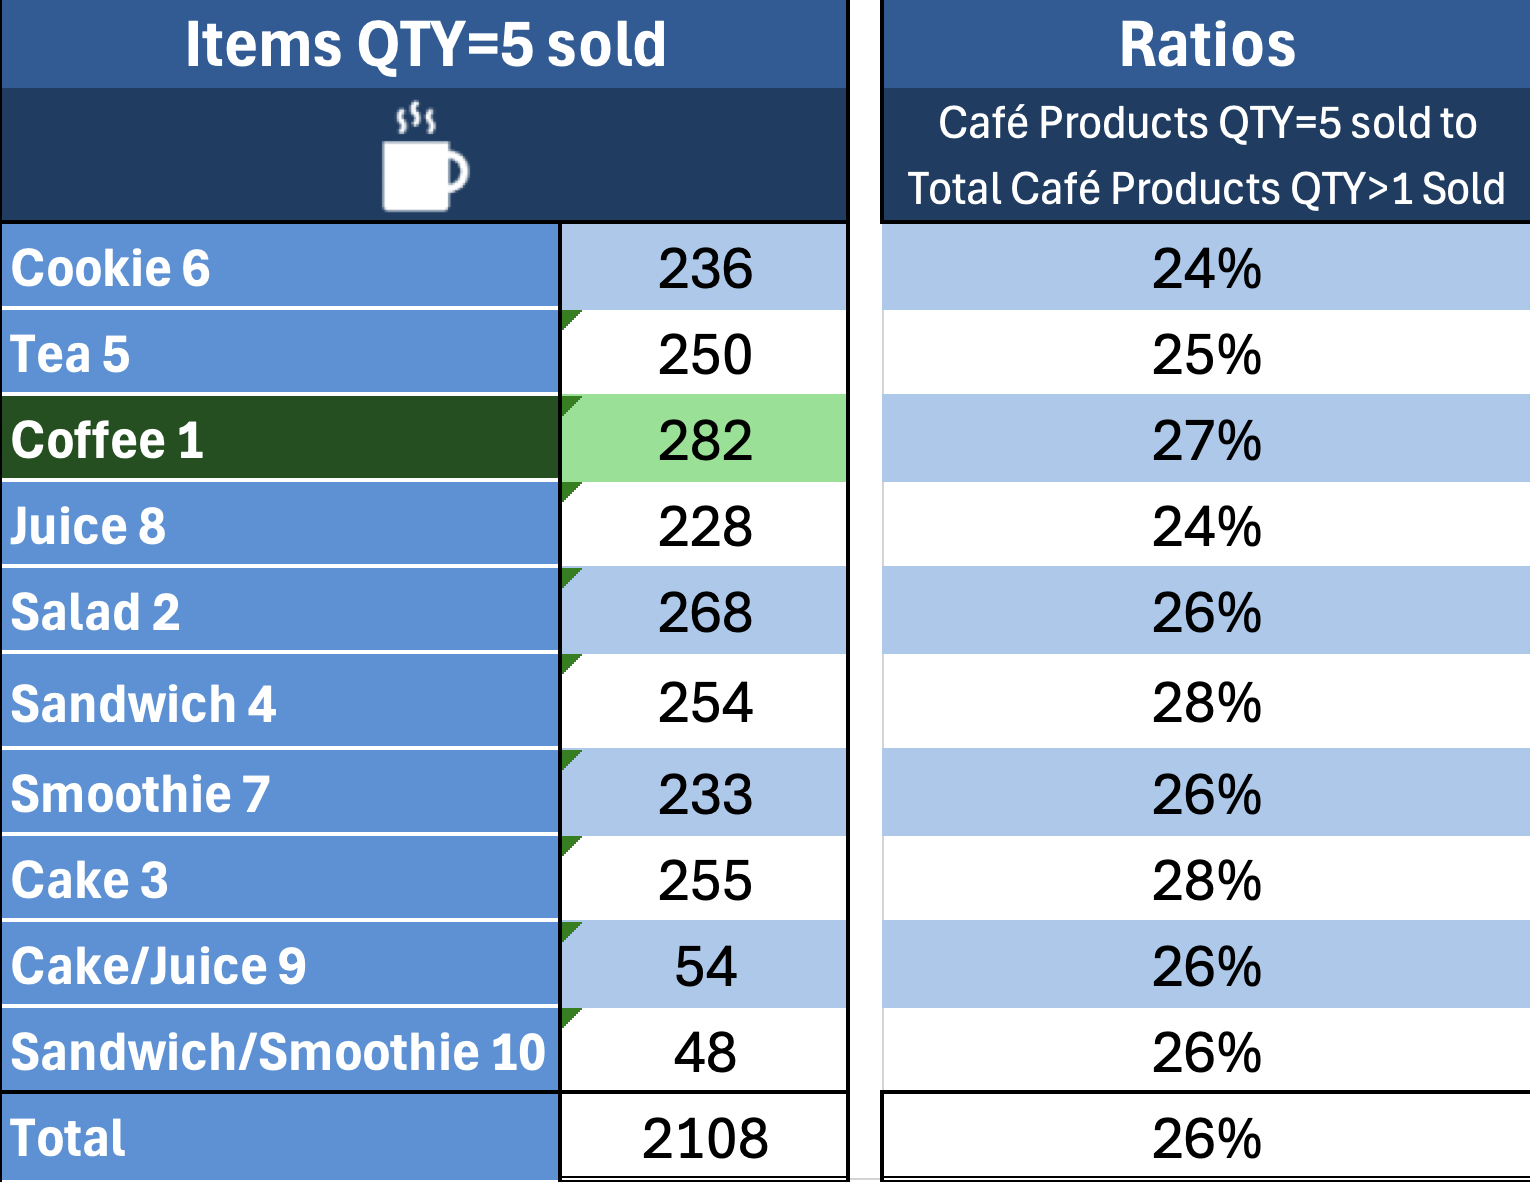 Items QTY=5 sold
Ratios
Café Products QTY=5 sold to
Total Café Products QTY>1 Sold
Cookie 6 236 24%
Tea 5 250 25%
Coffee 1 282 27%
Juice 8 228 24%
Salad 2 268 26%
Sandwich 4 254 28%
Smoothie 7 233 26%
Cake 3 255 28%
Cake/Juice 9 54 26%
Sandwich/Smoothie 10 48 26%
Total 2108 26%